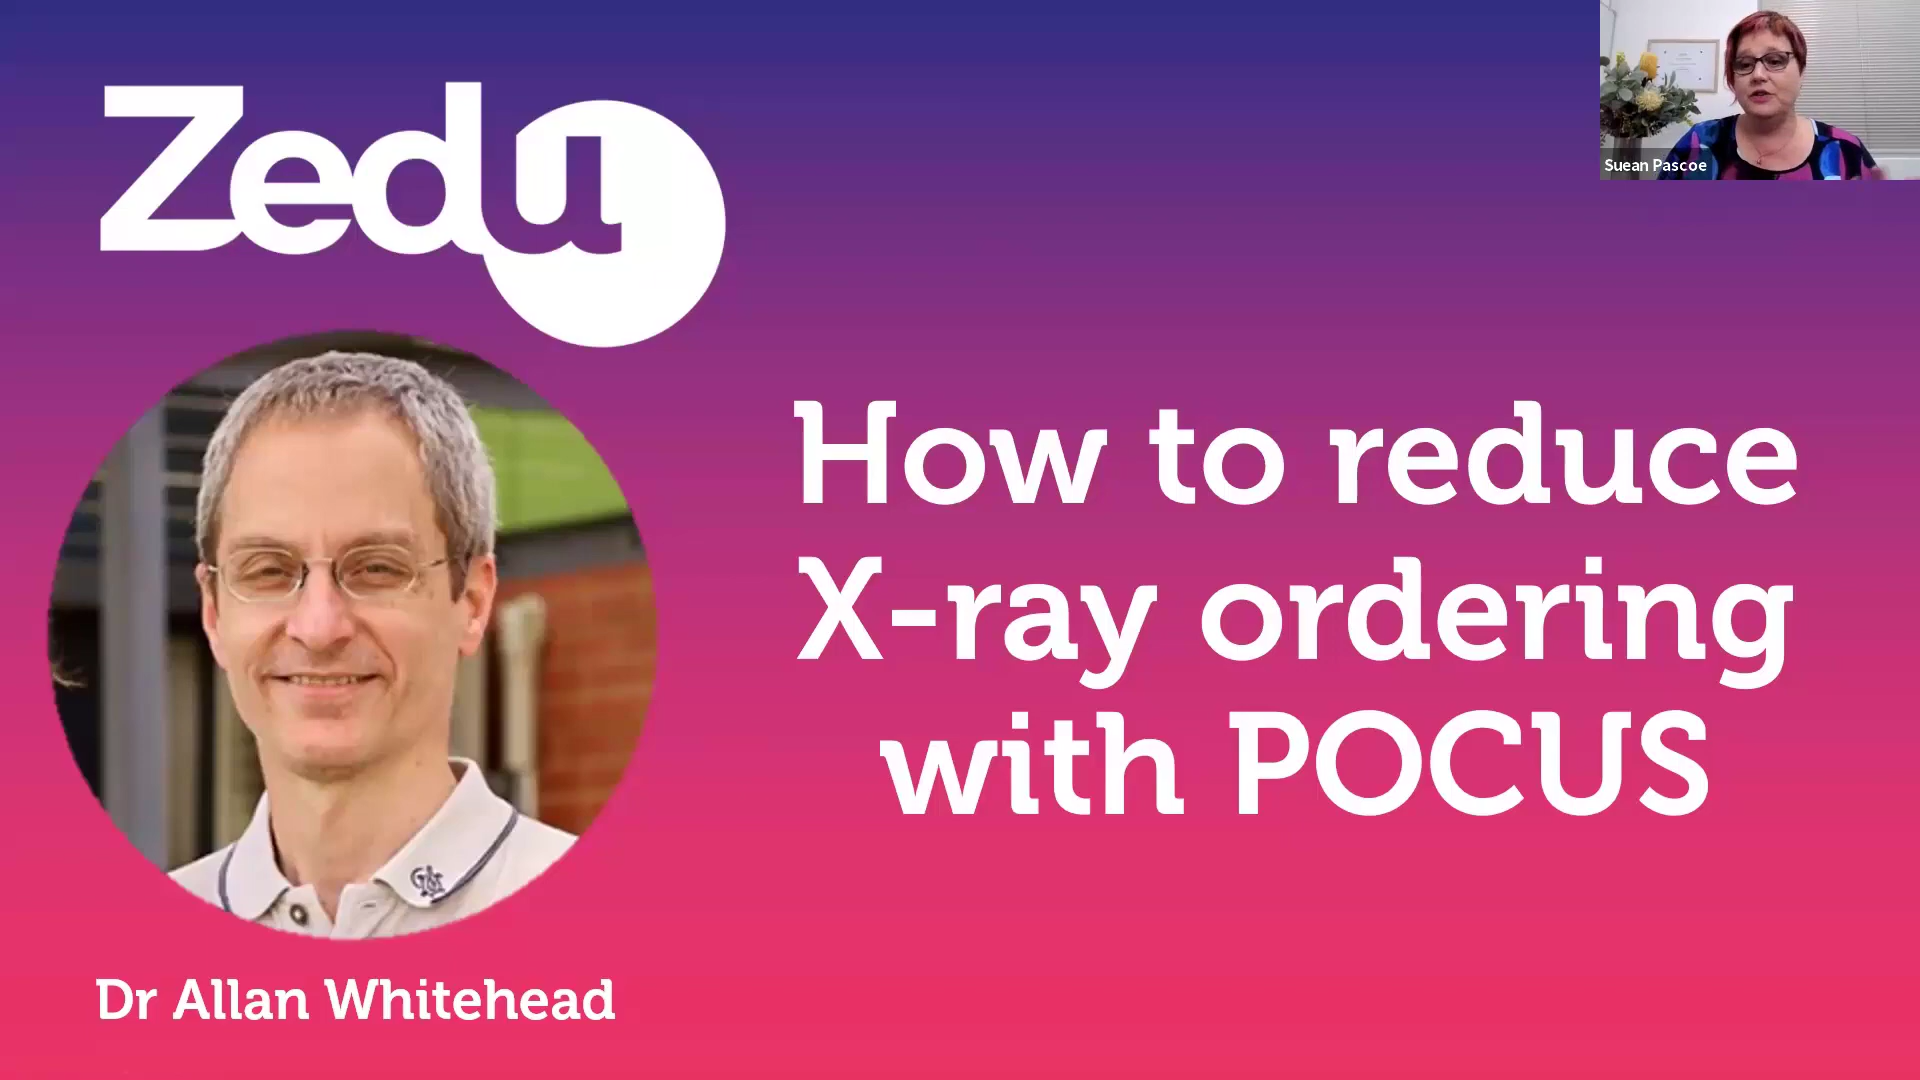 Zedu
Suean Pascoe
How to reduce
X-ray ordering
with POCUS
Dr Allan Whitehead